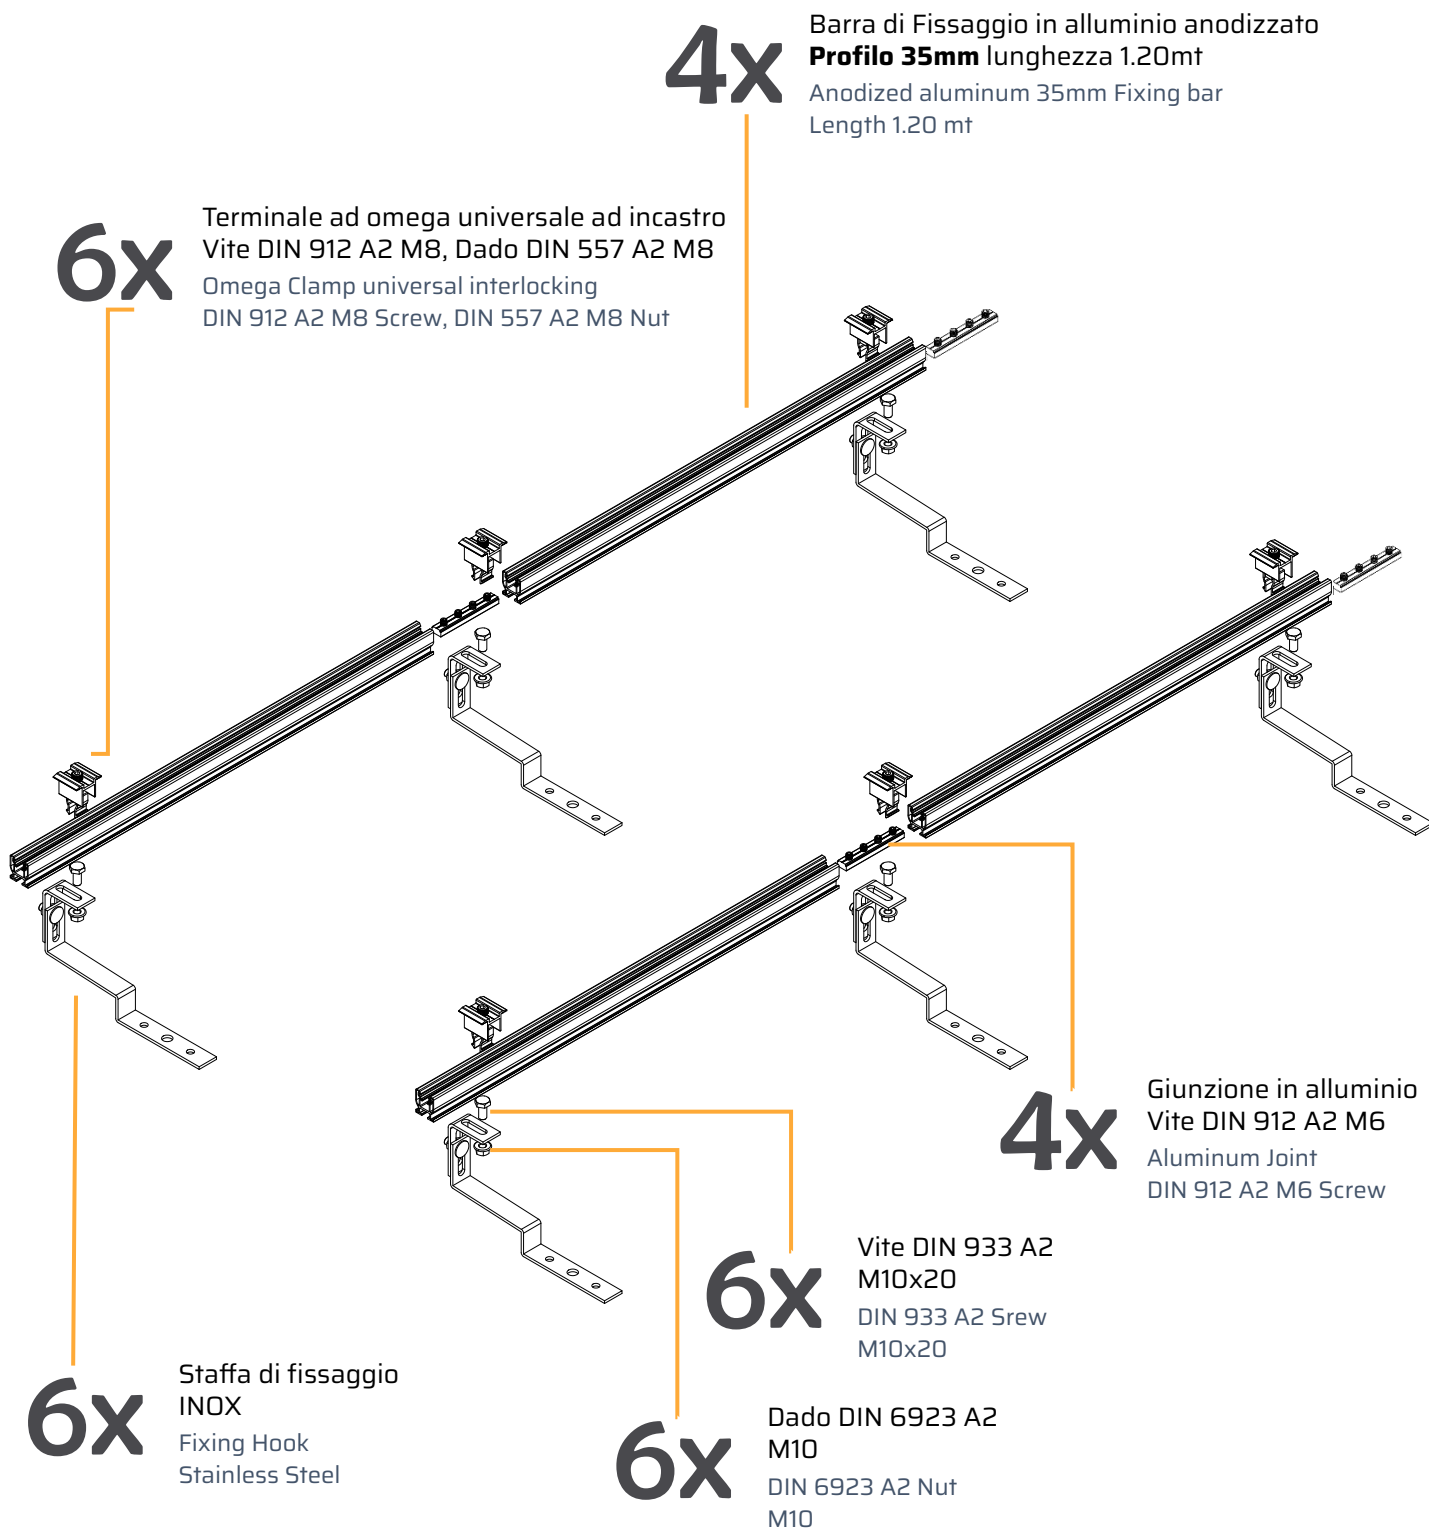 4x
Barra di Fissaggio in alluminio anodizzato
Profilo 35mm lunghezza 1.20mt
Anodized aluminum 35mm Fixing bar
Length 1.20 mt
6x
Terminale ad omega universale ad incastro
Vite DIN 912 A2 M8, Dado DIN 557 A2 M8
Omega Clamp universal interlocking
DIN 912 A2 M8 Screw, DIN 557 A2 M8 Nut
4x
Giunzione in alluminio
Vite DIN 912 A2 M6
Aluminum Joint
DIN 912 A2 M6 Screw
6x
Vite DIN 933 A2
M10x20
DIN 933 A2 Srew
M10x20
6x
Staffa di fissaggio
INOX
Fixing Hook
Stainless Steel
6x
Dado DIN 6923 A2
M10
DIN 6923 A2 Nut
M10